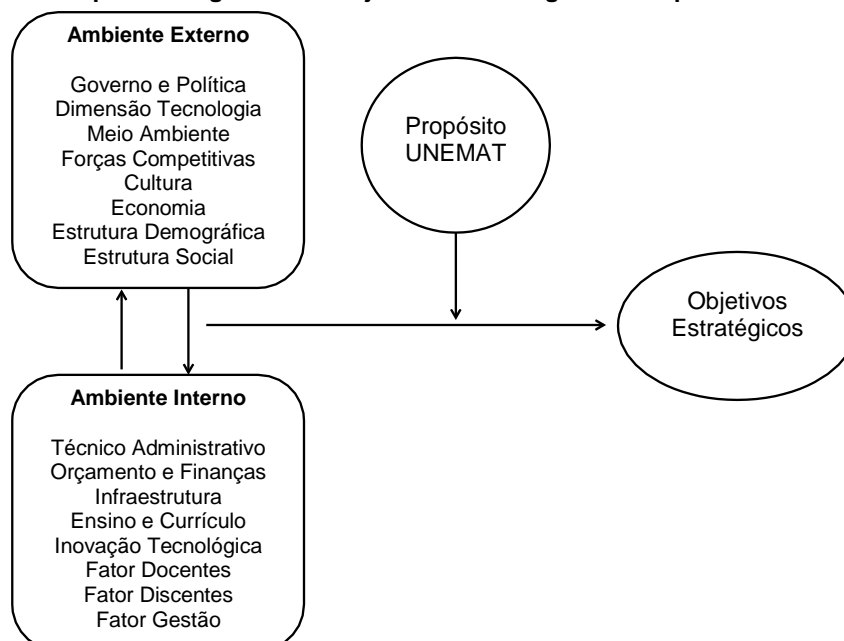 Ambiente Externo
Governo e Política
Dimensão Tecnologia
Meio Ambiente
Forças Competitivas
Cultura
Economia
Estrutura Demográfica
Estrutura Social
Propósito
UNEMAT
Objetivos
Estratégicos
Ambiente Interno
Técnico Administrativo
Orçamento e Finanças
Infraestrutura
Ensino e Currículo
Inovação Tecnológica
Fator Docentes
Fator Discentes
Fator Gestão